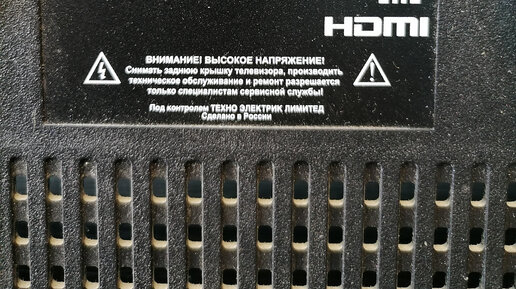 HDMI
ВНИМАНИЕ! ВЫСОКОЕ НАПРЯЖЕНИЕ!
Снимать заднюю крышку телевизора, производить
техническое обслуживание и ремонт разрешается
только специалистам сервисной службы!
Под контролем ТЕХНО ЭЛЕКТРИК ЛИМИТЕД
Сделано в России